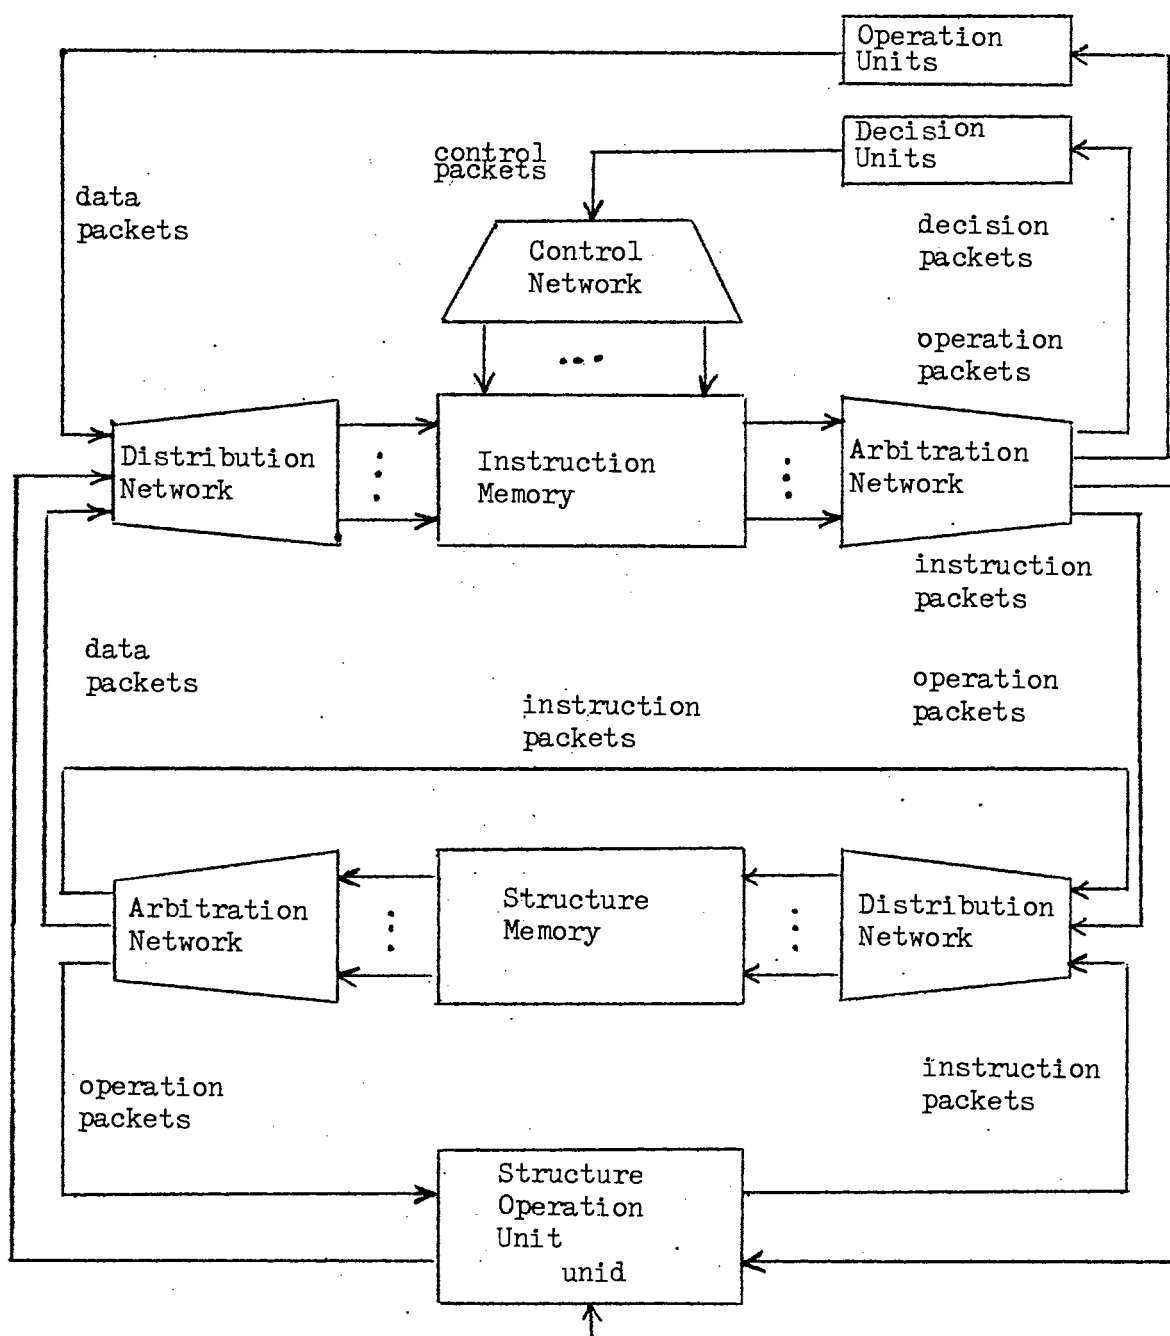 Operation
Units
Decision
Units
control
packets
data
packets
decision
packets
Control
Network
operation
packets
Distribution
Network
Instruction
Memory
Arbitration
Network
instruction
packets
data
packets
operation
packets
instruction
packets
Arbitration
Network
Structure
Memory
Distribution
Network
operation
packets
instruction
packets
Structure
Operation
Unit
unid